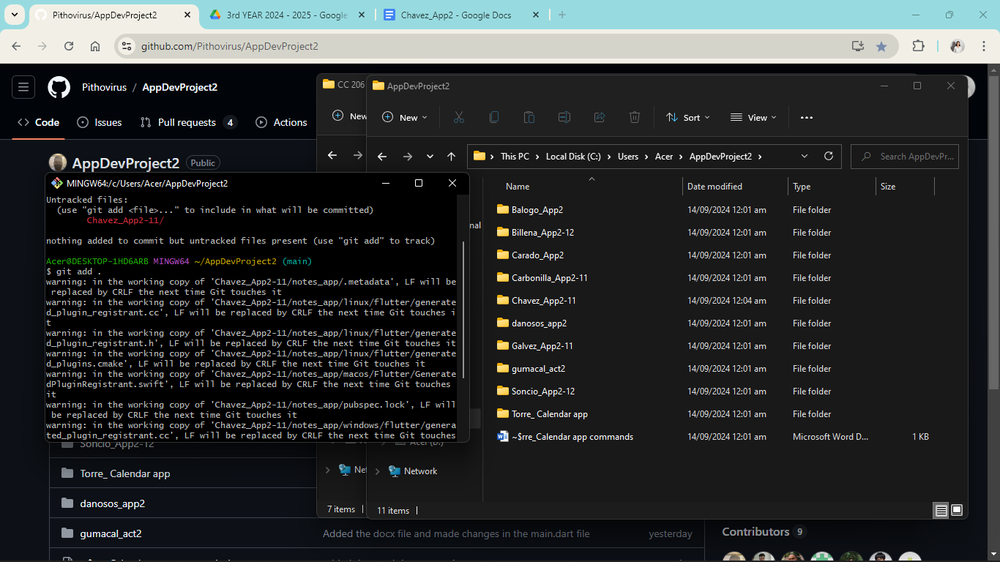 Pithovirus/AppDevProject2
3rd YEAR 2024 - 2025 - Google
Chavez_App2 - Google Docs
github.com/Pithovirus/AppDevProject2
Pithovirus / AppDevProject2
Code
Issues
Pull requests 4
Actions
AppDevProject2 Public
CC 206
New
AppDevProject2
New
Sort
View
This PC
Local Disk (C:)
Users
Acer
AppDevProject2
Search AppDevPr...
MINGW64:/c/Users/Acer/AppDevProject2
Untracked files:
(use "git add <file>..." to include in what will be committed)
Chavez_App2-11/
nothing added to commit but untracked files present (use "git add" to track)
Acer@DESKTOP-1HD6ARB MINGW64 ~/AppDevProject2 (main)
$ git add .
warning: in the working copy of 'Chavez_App2-11/notes_app/.metadata', LF will be
replaced by CRLF the next time Git touches it
warning: in the working copy of 'Chavez_App2-11/notes_app/linux/flutter/generate
d_plugin_registrant.cc', LF will be replaced by CRLF the next time Git touches i
t
warning: in the working copy of 'Chavez_App2-11/notes_app/linux/flutter/generate
d_plugin_registrant.h', LF will be replaced by CRLF the next time Git touches it
warning: in the working copy of 'Chavez_App2-11/notes_app/linux/flutter/generate
d_plugins.cmake', LF will be replaced by CRLF the next time Git touches it
warning: in the working copy of 'Chavez_App2-11/notes_app/macos/Flutter/Generate
dPluginRegistrant.swift', LF will be replaced by CRLF the next time Git touches
it
warning: in the working copy of 'Chavez_App2-11/notes_app/pubspec.lock', LF will
be replaced by CRLF the next time Git touches it
warning: in the working copy of 'Chavez_App2-11/notes_app/windows/flutter/genera
ted_plugin_registrant.cc', LF will be replaced by CRLF the next time Git touches
nal
Name Date modified Type Size
Balogo_App2 14/09/2024 12:01 am File folder
Billena_App2-12 14/09/2024 12:01 am File folder
Carado_App2 14/09/2024 12:01 am File folder
Carbonilla_App2-11 14/09/2024 12:01 am File folder
Chavez_App2-11 14/09/2024 12:04 am File folder
danosos_app2 14/09/2024 12:01 am File folder
Galvez_App2-11 14/09/2024 12:01 am File folder
gumacal_act2 14/09/2024 12:01 am File folder
Soncio_App2-12 14/09/2024 12:01 am File folder
Torre_ Calendar app 14/09/2024 12:01 am File folder
~$rre_Calendar app commands 14/09/2024 12:01 am Microsoft Word D... 1 KB
Acer (D:)
Net
Network
7 items
11 items
Soncio_App2-12
Torre_ Calendar app
danosos_app2
gumacal_act2
Added the docx file and made changes in the main.dart file
yesterday
Contributors 9